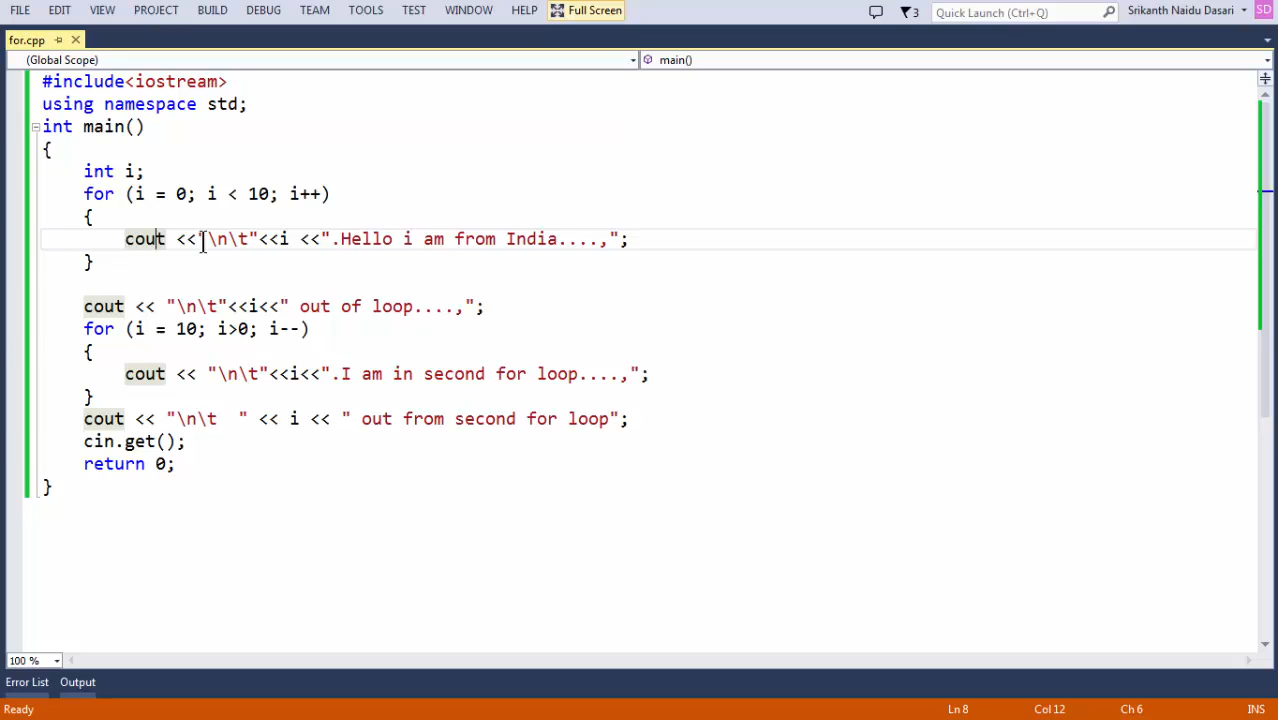 FILE EDIT VIEW PROJECT BUILD DEBUG TEAM TOOLS ARCHITECTURE WINDOW HELP Full Screen 3 Quick Launch (Ctrl+Q) Srikanth Naidu Dasari SD
for.cpp
(Global Scope) main()
#include<iostream>
using namespace std;
int main()
{
int i;
for (i = 0; i < 10; i++)
{
cout <<"\n\t"<<i <<".Hello i am from India....,";
}
cout << "\n\t"<<i<<" out of loop....,";
for (i = 10; i>0; i--)
{
cout << "\n\t"<<i<<".I am in second for loop....,";
}
cout << "\n\t  " << i << " out from second for loop";
cin.get();
return 0;
}
100 %
Error List Output
Ready Ln 8 Col 12 Ch 6 INS